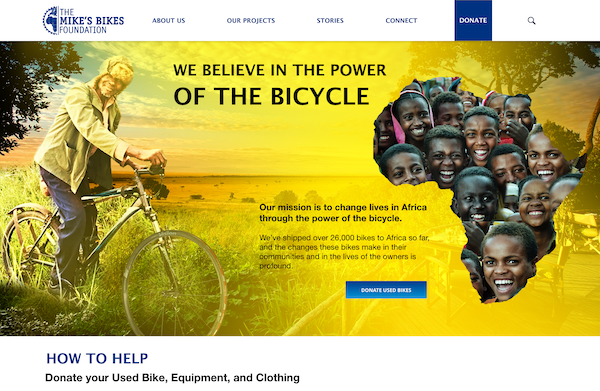 THE
MIKE'S BIKES
FOUNDATION
ABOUT US
OUR PROJECTS
STORIES
CONNECT
DONATE
WE BELIEVE IN THE POWER
OF THE BICYCLE
Our mission is to change lives in Africa
through the power of the bicycle.
We've shipped over 26,000 bikes to Africa so far,
and the changes these bikes make in their
communities and in the lives of the owners is
profound.
DONATE USED BIKES
HOW TO HELP
Donate your Used Bike, Equipment, and Clothing